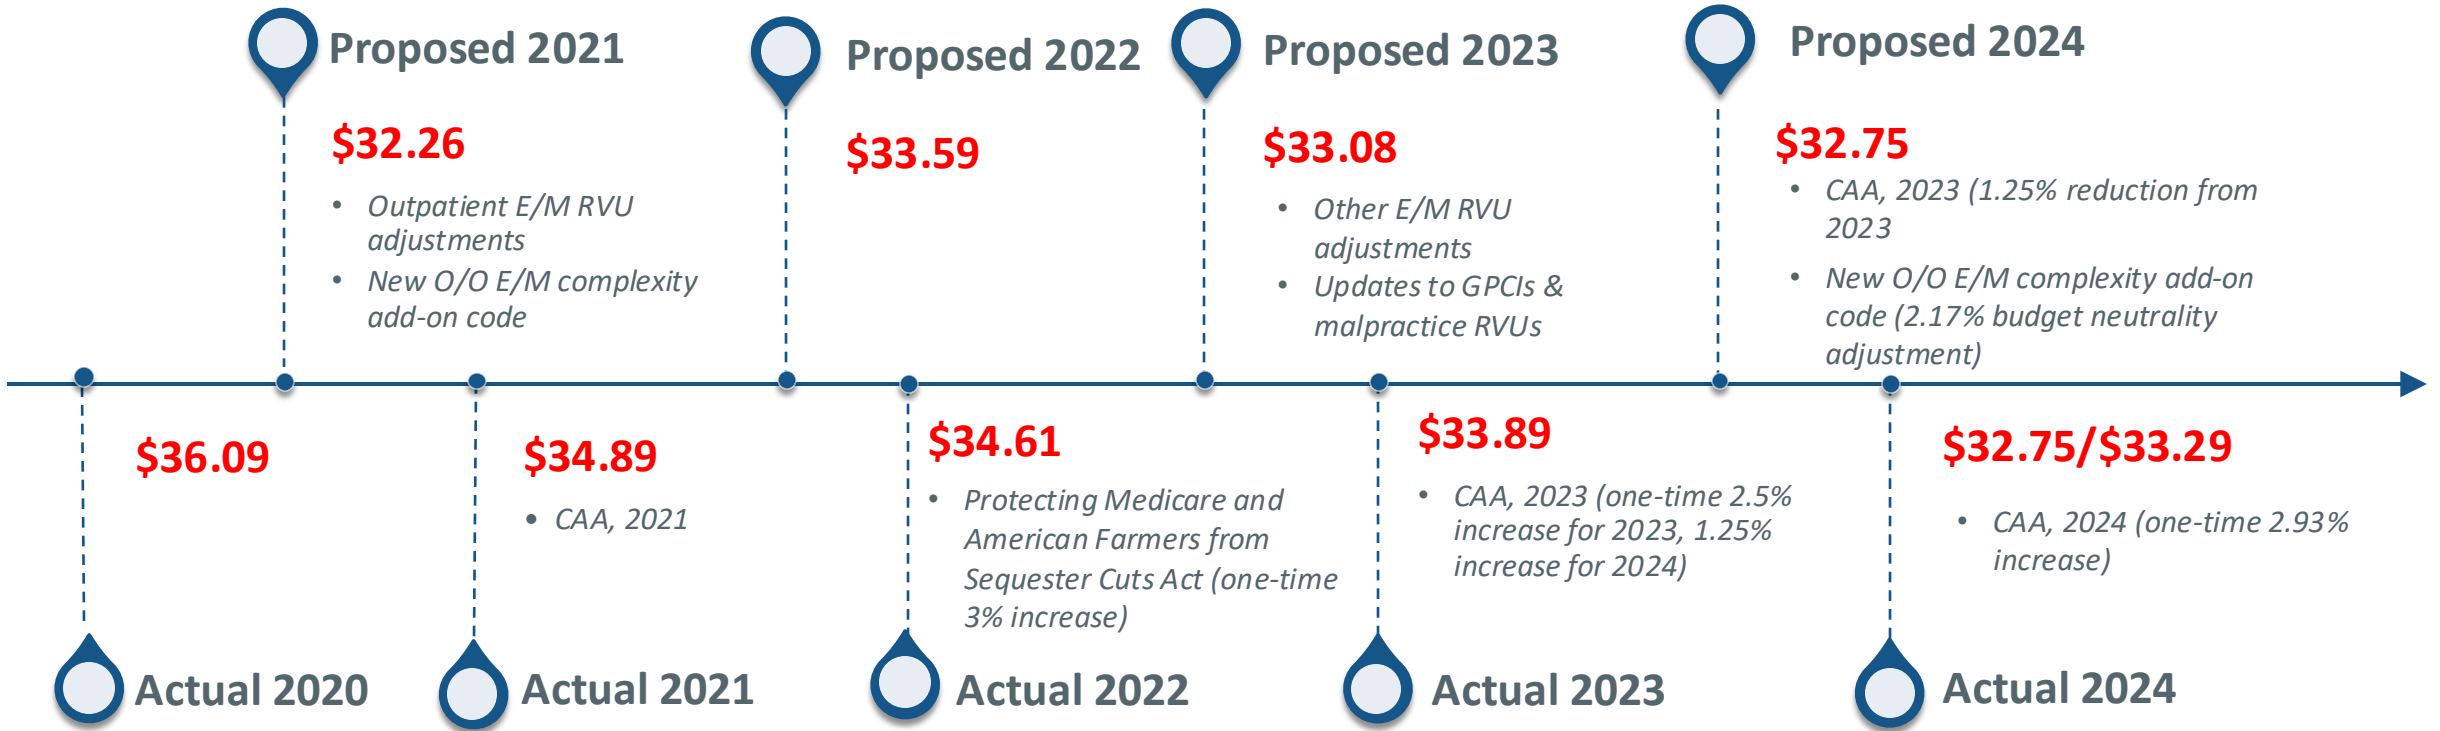 Proposed 2021
$32.26
• Outpatient E/M RVU
adjustments
• New O/O E/M complexity
add-on code
Proposed 2022
$33.59
Proposed 2023
$33.08
• Other E/M RVU
adjustments
• Updates to GPCIs &
malpractice RVUs
Proposed 2024
$32.75
• CAA, 2023 (1.25% reduction from
2023
• New O/O E/M complexity add-on
code (2.17% budget neutrality
adjustment)
$36.09
Actual 2020
$34.89
• CAA, 2021
Actual 2021
$34.61
• Protecting Medicare and
American Farmers from
Sequester Cuts Act (one-time
3% increase)
Actual 2022
$33.89
• CAA, 2023 (one-time 2.5%
increase for 2023, 1.25%
increase for 2024)
Actual 2023
$32.75/$33.29
• CAA, 2024 (one-time 2.93%
increase)
Actual 2024